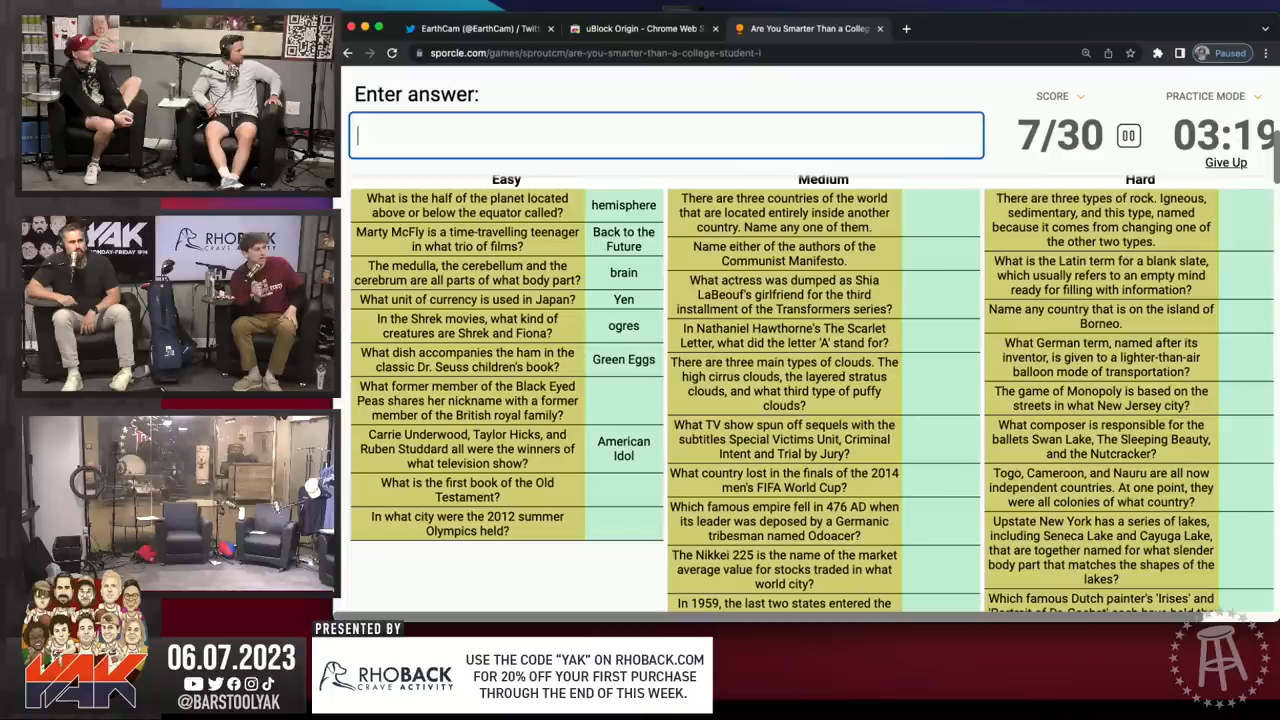 EarthCam (@EarthCam) / Twitt
uBlock Origin - Chrome Web S
Are You Smarter Than a Colleg
sporcle.com/games/sproutcm/are-you-smarter-than-a-college-student-i
Paused
Enter answer:
SCORE
PRACTICE MODE
7/30
03:19
Give Up
Easy
What is the half of the planet located
above or below the equator called?
hemisphere
Marty McFly is a time-travelling teenager
in what trio of films?
Back to the
Future
The medulla, the cerebellum and the
cerebrum are all parts of what body part?
brain
What unit of currency is used in Japan?
Yen
In the Shrek movies, what kind of
creatures are Shrek and Fiona?
ogres
What dish accompanies the ham in the
classic Dr. Seuss children's book?
Green Eggs
What former member of the Black Eyed
Peas shares her nickname with a former
member of the British royal family?
Carrie Underwood, Taylor Hicks, and
Ruben Studdard all were the winners of
what television show?
American
Idol
What is the first book of the Old
Testament?
In what city were the 2012 summer
Olympics held?
Medium
There are three countries of the world
that are located entirely inside another
country. Name any one of them.
Name either of the authors of the
Communist Manifesto.
What actress was dumped as Shia
LaBeouf's girlfriend for the third
installment of the Transformers series?
In Nathaniel Hawthorne's The Scarlet
Letter, what did the letter 'A' stand for?
There are three main types of clouds. The
high cirrus clouds, the layered stratus
clouds, and what third type of puffy
clouds?
What TV show spun off sequels with the
subtitles Special Victims Unit, Criminal
Intent and Trial by Jury?
What country lost in the finals of the 2014
men's FIFA World Cup?
Which famous empire fell in 476 AD when
its leader was deposed by a Germanic
tribesman named Odoacer?
The Nikkei 225 is the name of the market
average value for stocks traded in what
world city?
In 1959, the last two states entered the
Hard
There are three types of rock. Igneous,
sedimentary, and this type, named
because it comes from changing one of
the other two types.
What is the Latin term for a blank slate,
which usually refers to an empty mind
ready for filling with information?
Name any country that is on the island of
Borneo.
What German term, named after its
inventor, is given to a lighter-than-air
balloon mode of transportation?
The game of Monopoly is based on the
streets in what New Jersey city?
What composer is responsible for the
ballets Swan Lake, The Sleeping Beauty,
and the Nutcracker?
Togo, Cameroon, and Nauru are all now
independent countries. At one point, they
were all colonies of what country?
Upstate New York has a series of lakes,
including Seneca Lake and Cayuga Lake,
that are together named for what slender
body part that matches the shapes of the
lakes?
Which famous Dutch painter's 'Irises' and
YAK
MONDAY-FRIDAY 1PM
RHOBACK
YAK
06.07.2023
@BARSTOOLYAK
PRESENTED BY
RHOBACK
CRAVE ACTIVITY
USE THE CODE "YAK" ON RHOBACK.COM
FOR 20% OFF YOUR FIRST PURCHASE
THROUGH THE END OF THIS WEEK.